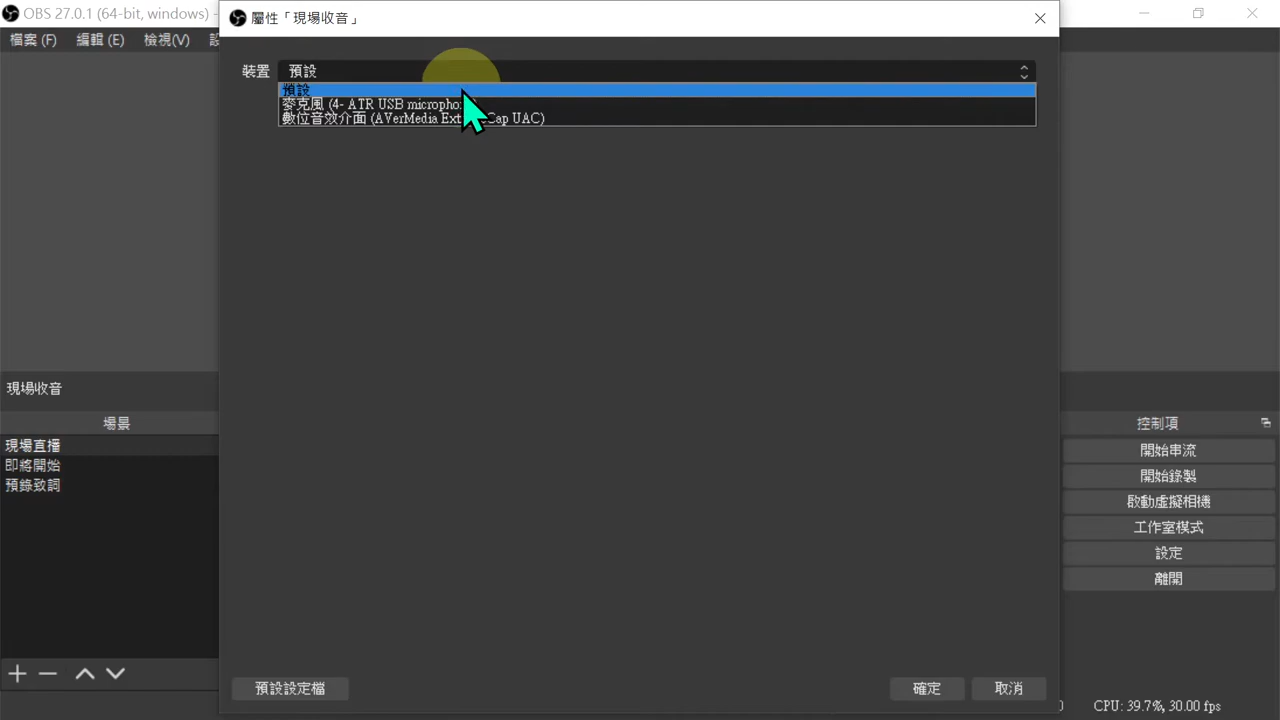 OBS 27.0.1 (64-bit, windows) -
屬性「現場收音」
檔案 (F) 編輯 (E) 檢視(V)
裝置 預設
預設
麥克風 (4- ATR USB
數位音效介面 (AVerMedia UAC)
現場收音
場景
現場直播
即將開始
預錄致詞
控制項
開始串流
開始錄製
啟動虛擬相機
工作室模式
設定
離開
預設設定檔 確定 取消
CPU: 39.7%, 30.00 fps